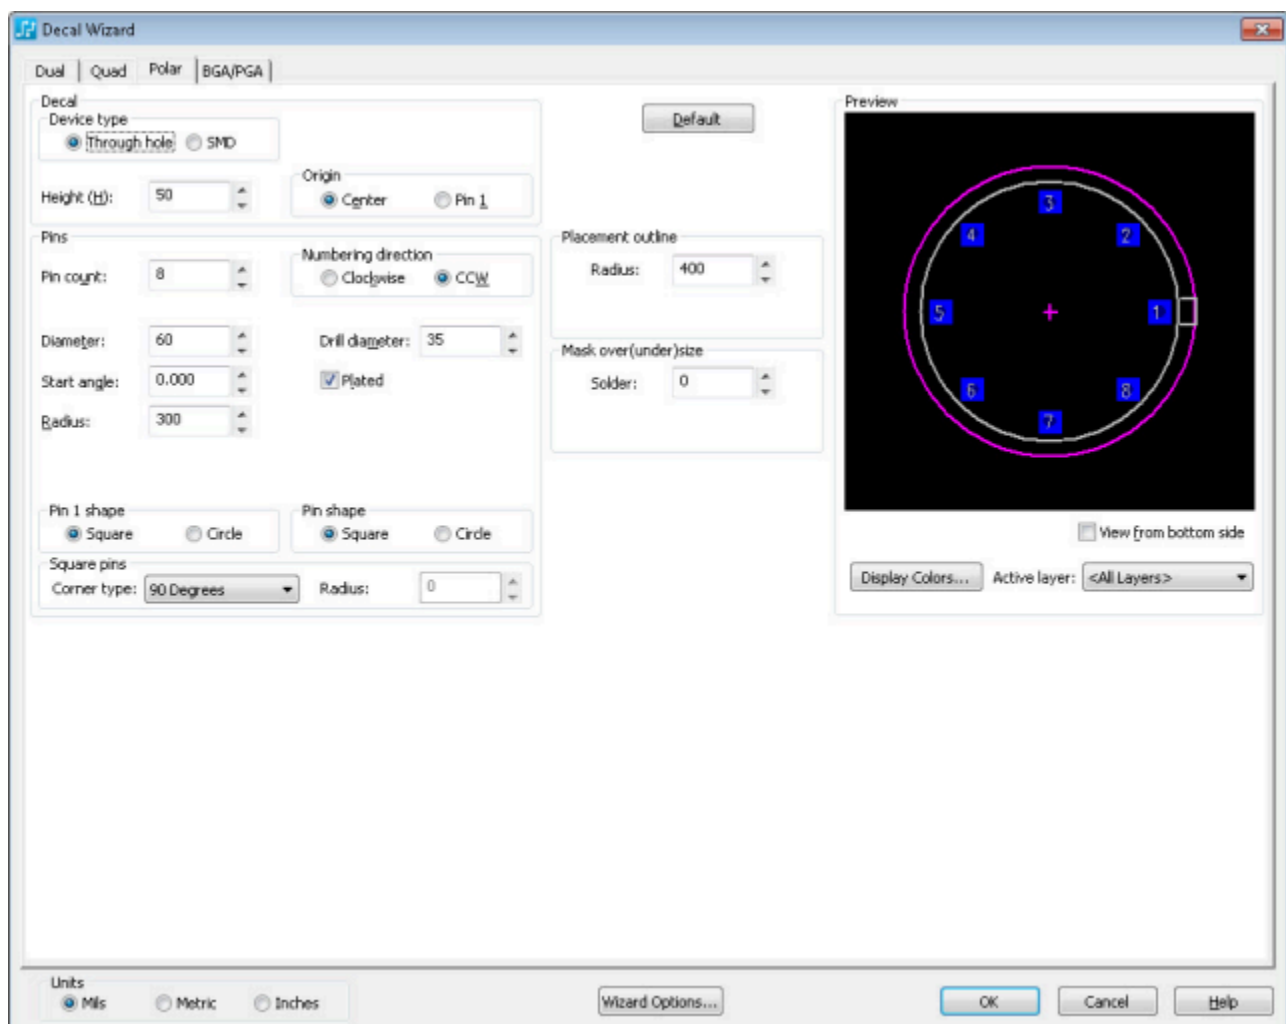 Decal Wizard
Dual Quad Polar BGA/PGA
Decal
Device type
Through hole SMD
Height (H): 50
Origin
Center Pin 1
Default
Pins
Pin count: 8
Numbering direction
Clockwise CCW
Diameter: 60
Drill diameter: 35
Start angle: 0.000
Plated
Radius: 300
Pin 1 shape
Square Circle
Pin shape
Square Circle
Square pins
Corner type: 90 Degrees Radius: 0
Placement outline
Radius: 400
Mask over(under)size
Solder: 0
Preview
3
4 2
5 1
6 8
7
View from bottom side
Display Colors... Active layer: <All Layers>
Units
Mils Metric Inches
Wizard Options...
OK Cancel Help